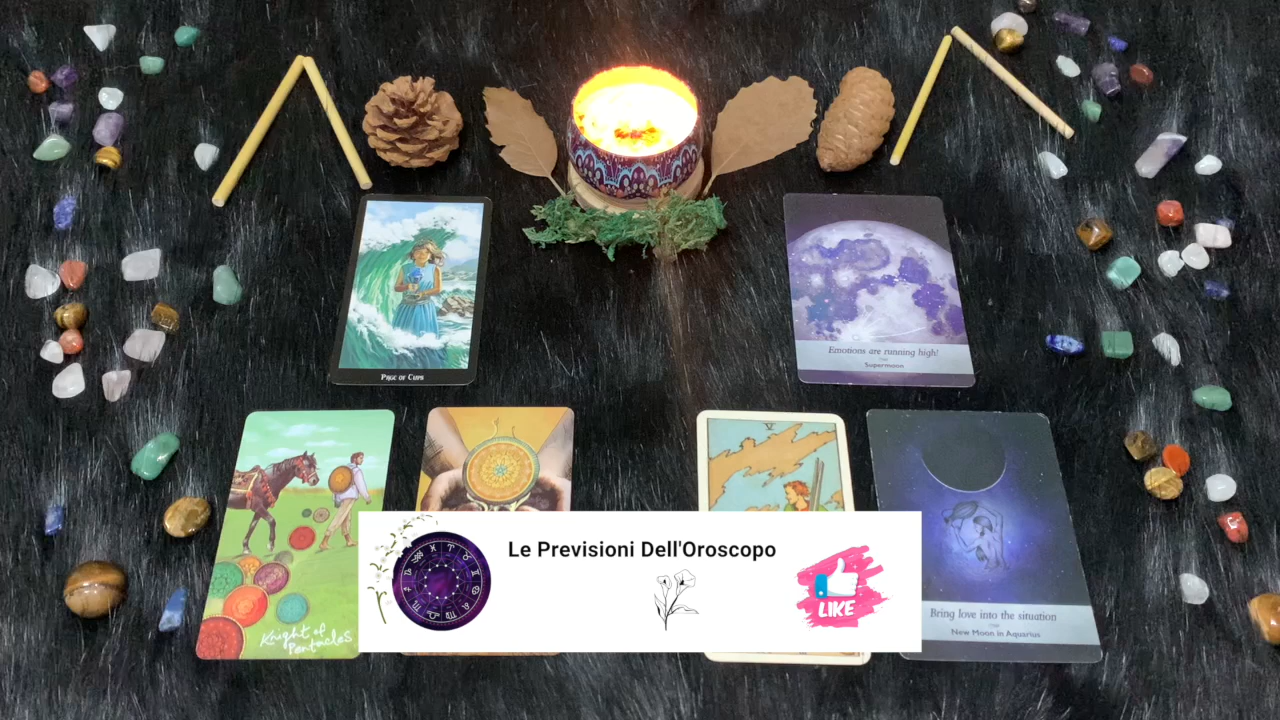 Page of Cups
Emotions are running high!
Supermoon
V
Le Previsioni Dell'Oroscopo
LIKE
Knight of
Pentacles
Bring love into the situation
New Moon in Aquarius